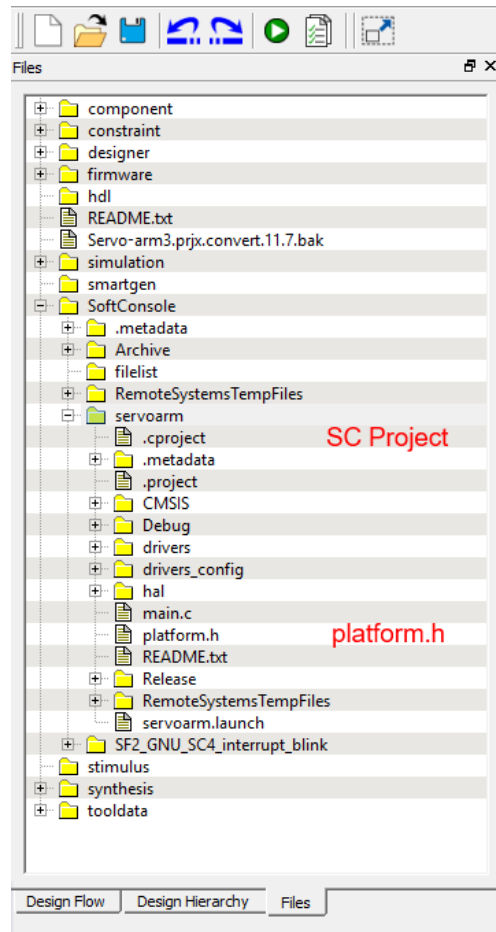 Files
component
constraint
designer
firmware
hdl
README.txt
Servo-arm3.prjx.convert.11.7.bak
simulation
smartgen
SoftConsole
.metadata
Archive
filelist
RemoteSystemsTempFiles
servoarm
.cproject SC Project
.metadata
.project
CMSIS
Debug
drivers
drivers_config
hal
main.c
platform.h platform.h
README.txt
Release
RemoteSystemsTempFiles
servoarm.launch
SF2_GNU_SC4_interrupt_blink
stimulus
synthesis
tooldata
Design Flow Design Hierarchy Files